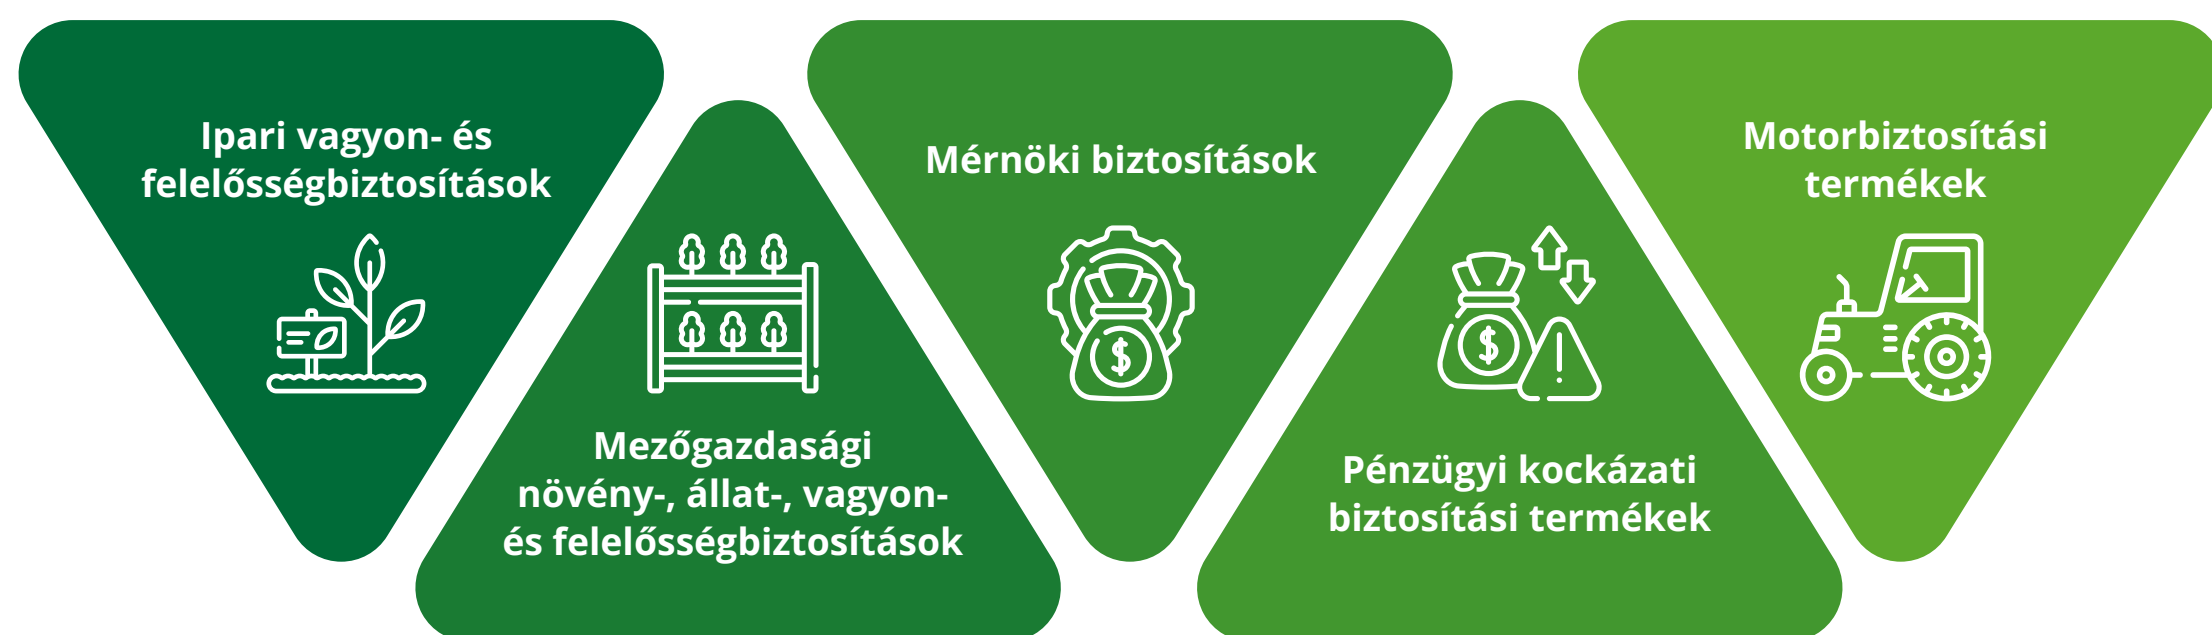 Ipari vagyon- és
felelősségbiztosítások
Mezőgazdasági
növény-, állat-, vagyon-
és felelősségbiztosítások
Mérnöki biztosítások
$
Pénzügyi kockázati
biztosítási termékek
$
Motorbiztosítási
termékek